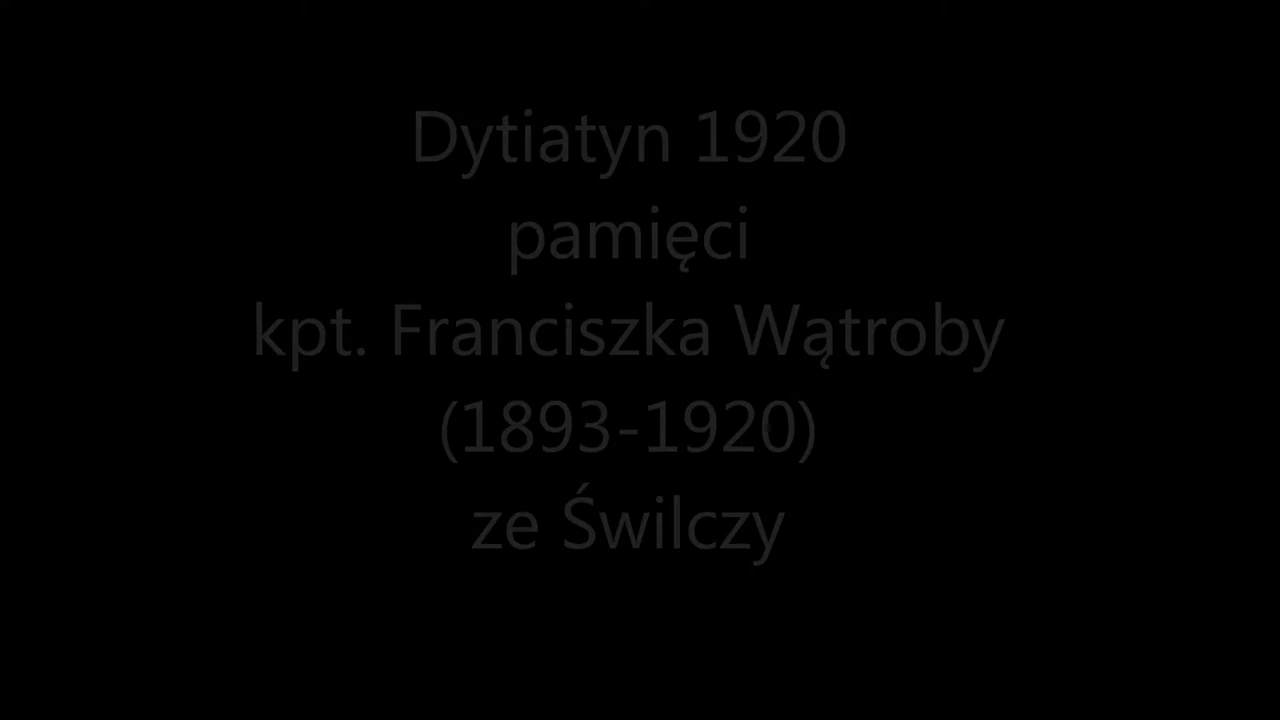 Dytiatyn 1920
pamięci
kpt. Franciszka Wątroby
(1893-1920)
ze Świlczy